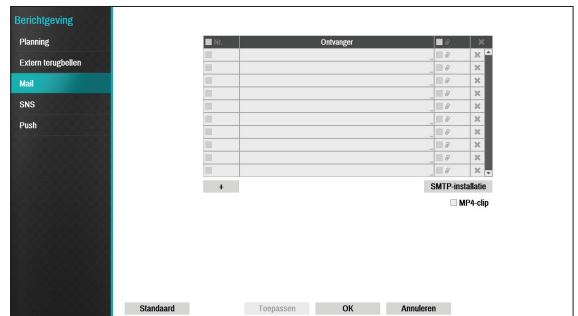 Berichtgeving
Planning
Extern terugbellen
Mail
SNS
Push
Nr. Ontvanger
+ SMTP-installatie
MP4-clip
Standaard Toepassen OK Annuleren